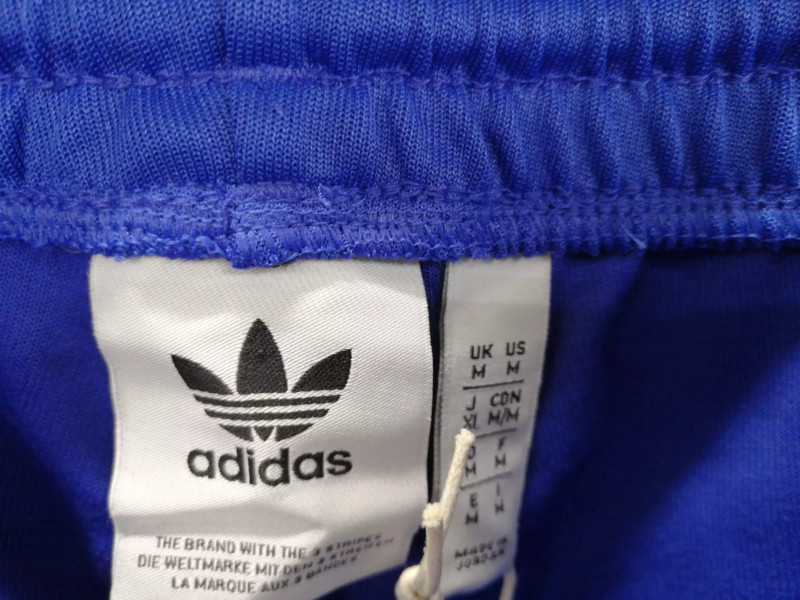 adidas
THE BRAND WITH THE 3 STRIPES
DIE WELTMARKE MIT DEN 3 STREIFEN
LA MARQUE AUX 3 BANDES
UK US
M M
J CDN
XL M/M
D F
M M
E I
M M
MADE IN
JORDAN